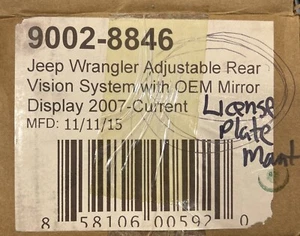 9002-8846
Jeep Wrangler Adjustable Rear
Vision System with OEM Mirror
Display 2007-Current
MFD: 11/11/15
License
Plate
Mant
8 58106 00592 0